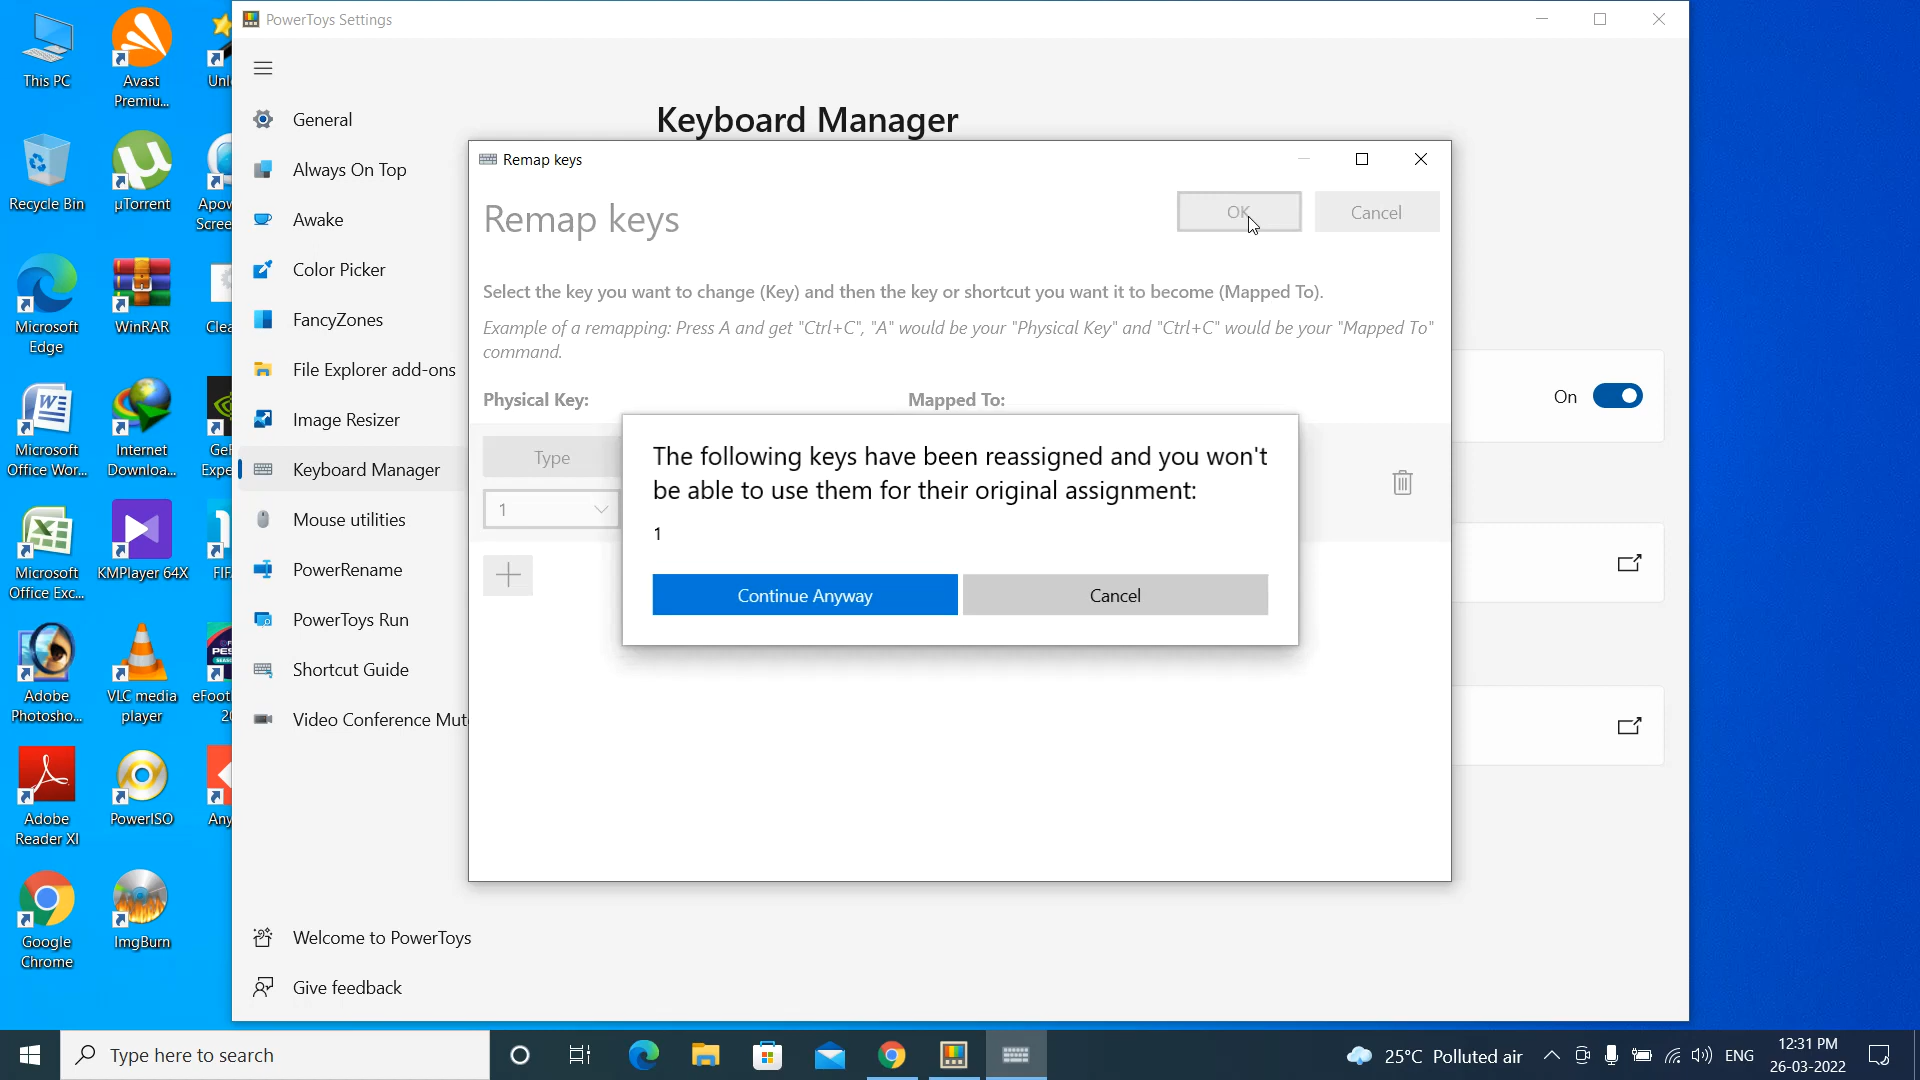 PowerToys Settings
This PC
Avast
Premiu...
Recycle Bin
µTorrent
Microsoft
Edge
WinRAR
Microsoft
Office Wor...
Internet
Downloa...
Microsoft
Office Exc...
KMPlayer 64X
Adobe
Photosho...
VLC media
player
Adobe
Reader XI
PowerISO
Google
Chrome
ImgBurn
General
Always On Top
Awake
Color Picker
FancyZones
File Explorer add-ons
Image Resizer
Keyboard Manager
Mouse utilities
PowerRename
PowerToys Run
Shortcut Guide
Video Conference Mut
Welcome to PowerToys
Give feedback
Keyboard Manager
Remap keys
Remap keys
OK
Cancel
Select the key you want to change (Key) and then the key or shortcut you want it to become (Mapped To).
Example of a remapping: Press A and get "Ctrl+C", "A" would be your "Physical Key" and "Ctrl+C" would be your "Mapped To"
command.
Physical Key:
Mapped To:
Type
1
The following keys have been reassigned and you won't
be able to use them for their original assignment:
1
Continue Anyway
Cancel
On
Type here to search
25°C Polluted air
ENG
12:31 PM
26-03-2022